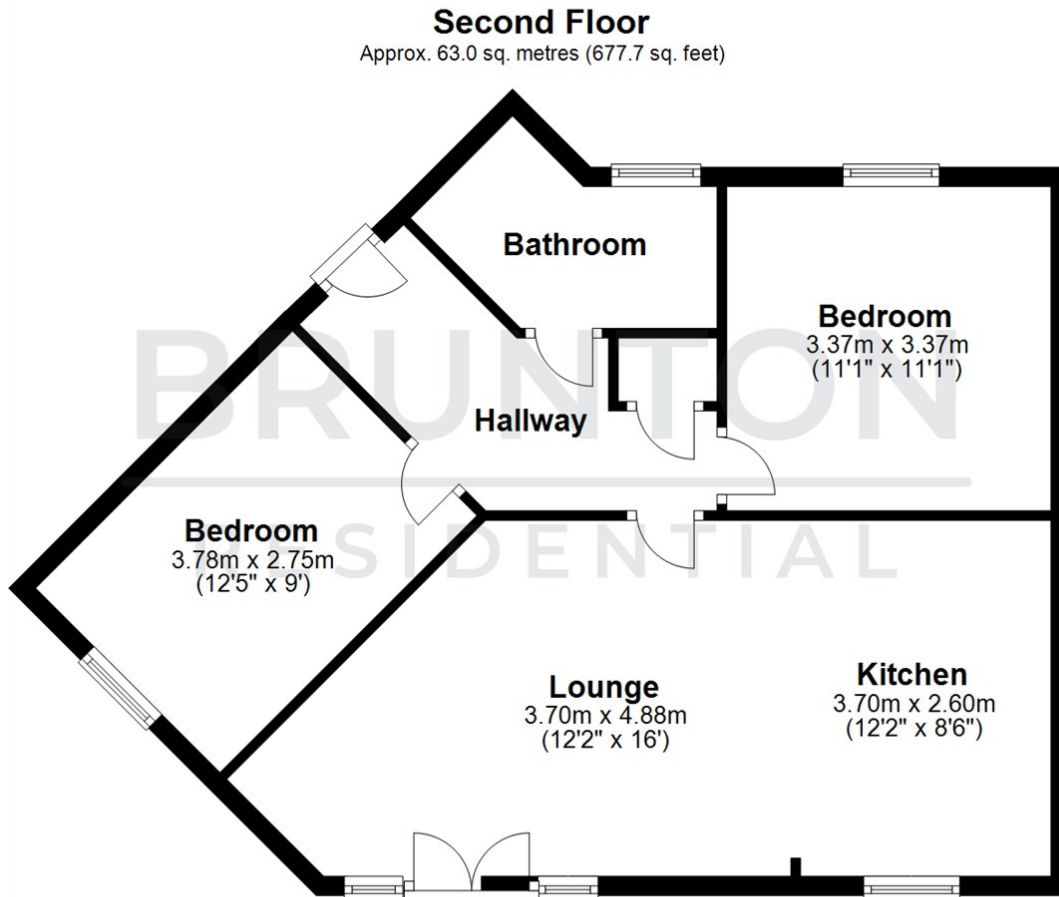 Second Floor
Approx. 63.0 sq. metres (677.7 sq. feet)
Bathroom
Bedroom
3.37m x 3.37m
(11'1" x 11'1")
BRUNTON
Hallway
RESIDENTIAL
Bedroom
3.78m x 2.75m
(12'5" x 9')
Lounge
3.70m x 4.88m
(12'2" x 16')
Kitchen
3.70m x 2.60m
(12'2" x 8'6")